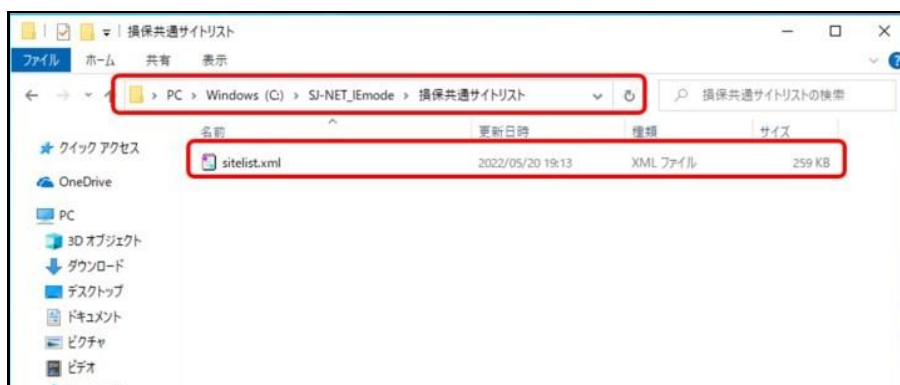 損保共通サイトリスト
ファイル ホーム 共有 表示
PC › Windows (C:) › SJ-NET_IEmode › 損保共通サイトリスト 損保共通サイトリストの検索
名前 更新日時 種類 サイズ
クイック アクセス
sitelist.xml 2022/05/20 19:13 XML ファイル 259 KB
OneDrive
PC
3D オブジェクト
ダウンロード
デスクトップ
ドキュメント
ピクチャ
ビデオ